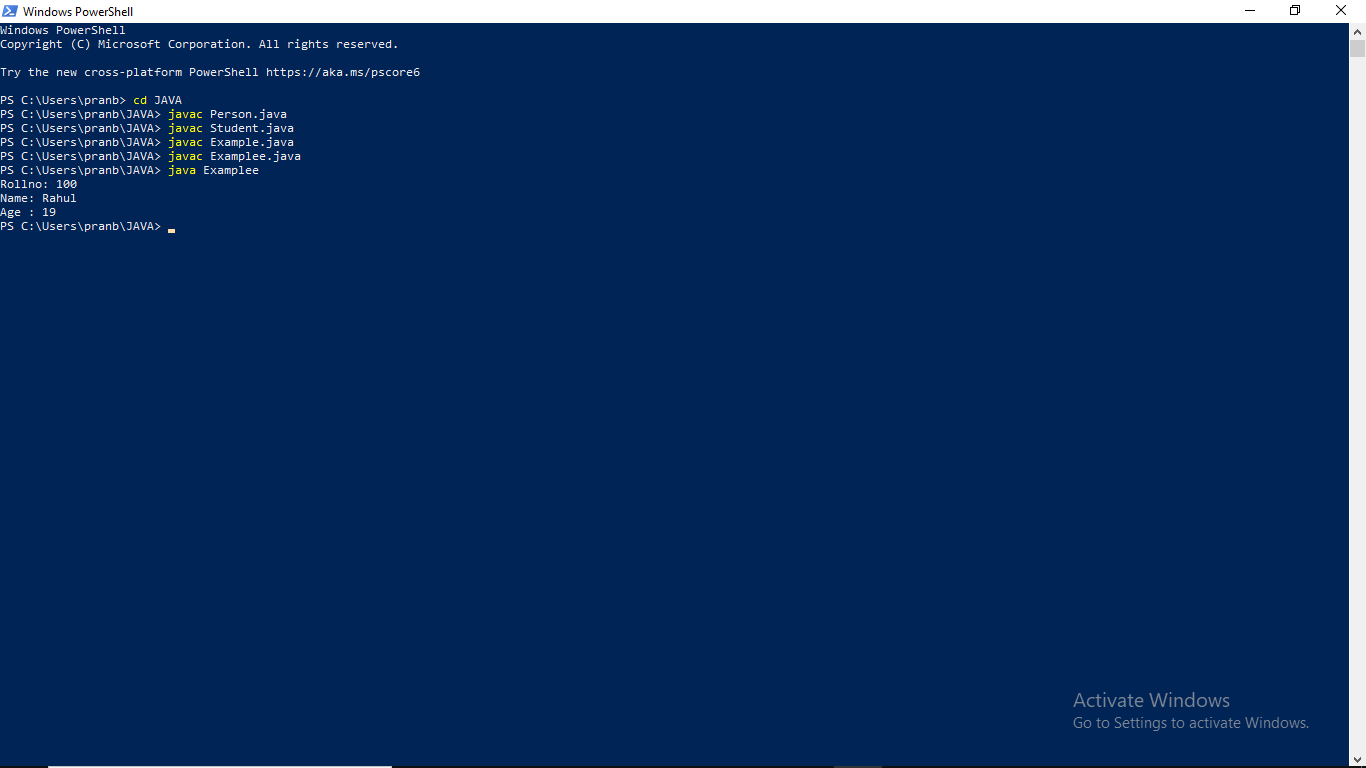 Windows PowerShell
Windows PowerShell
Copyright (C) Microsoft Corporation. All rights reserved.
Try the new cross-platform PowerShell https://aka.ms/pscore6
PS C:\Users\pranb> cd JAVA
PS C:\Users\pranb\JAVA> javac Person.java
PS C:\Users\pranb\JAVA> javac Student.java
PS C:\Users\pranb\JAVA> javac Example.java
PS C:\Users\pranb\JAVA> javac Examplee.java
PS C:\Users\pranb\JAVA> java Examplee
Rollno: 100
Name: Rahul
Age : 19
PS C:\Users\pranb\JAVA>
Activate Windows
Go to Settings to activate Windows.